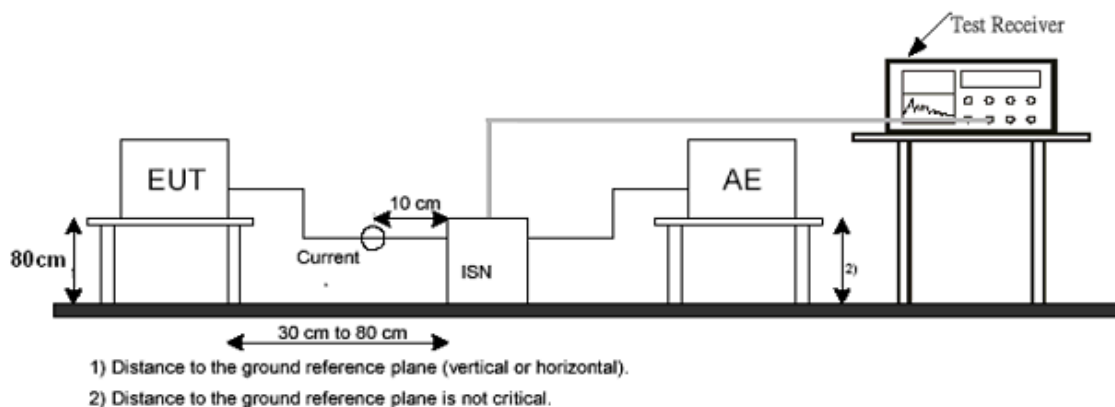 Test Receiver
EUT
AE
10 cm
80cm
Current
ISN
2)
30 cm to 80 cm
1) Distance to the ground reference plane (vertical or horizontal).
2) Distance to the ground reference plane is not critical.